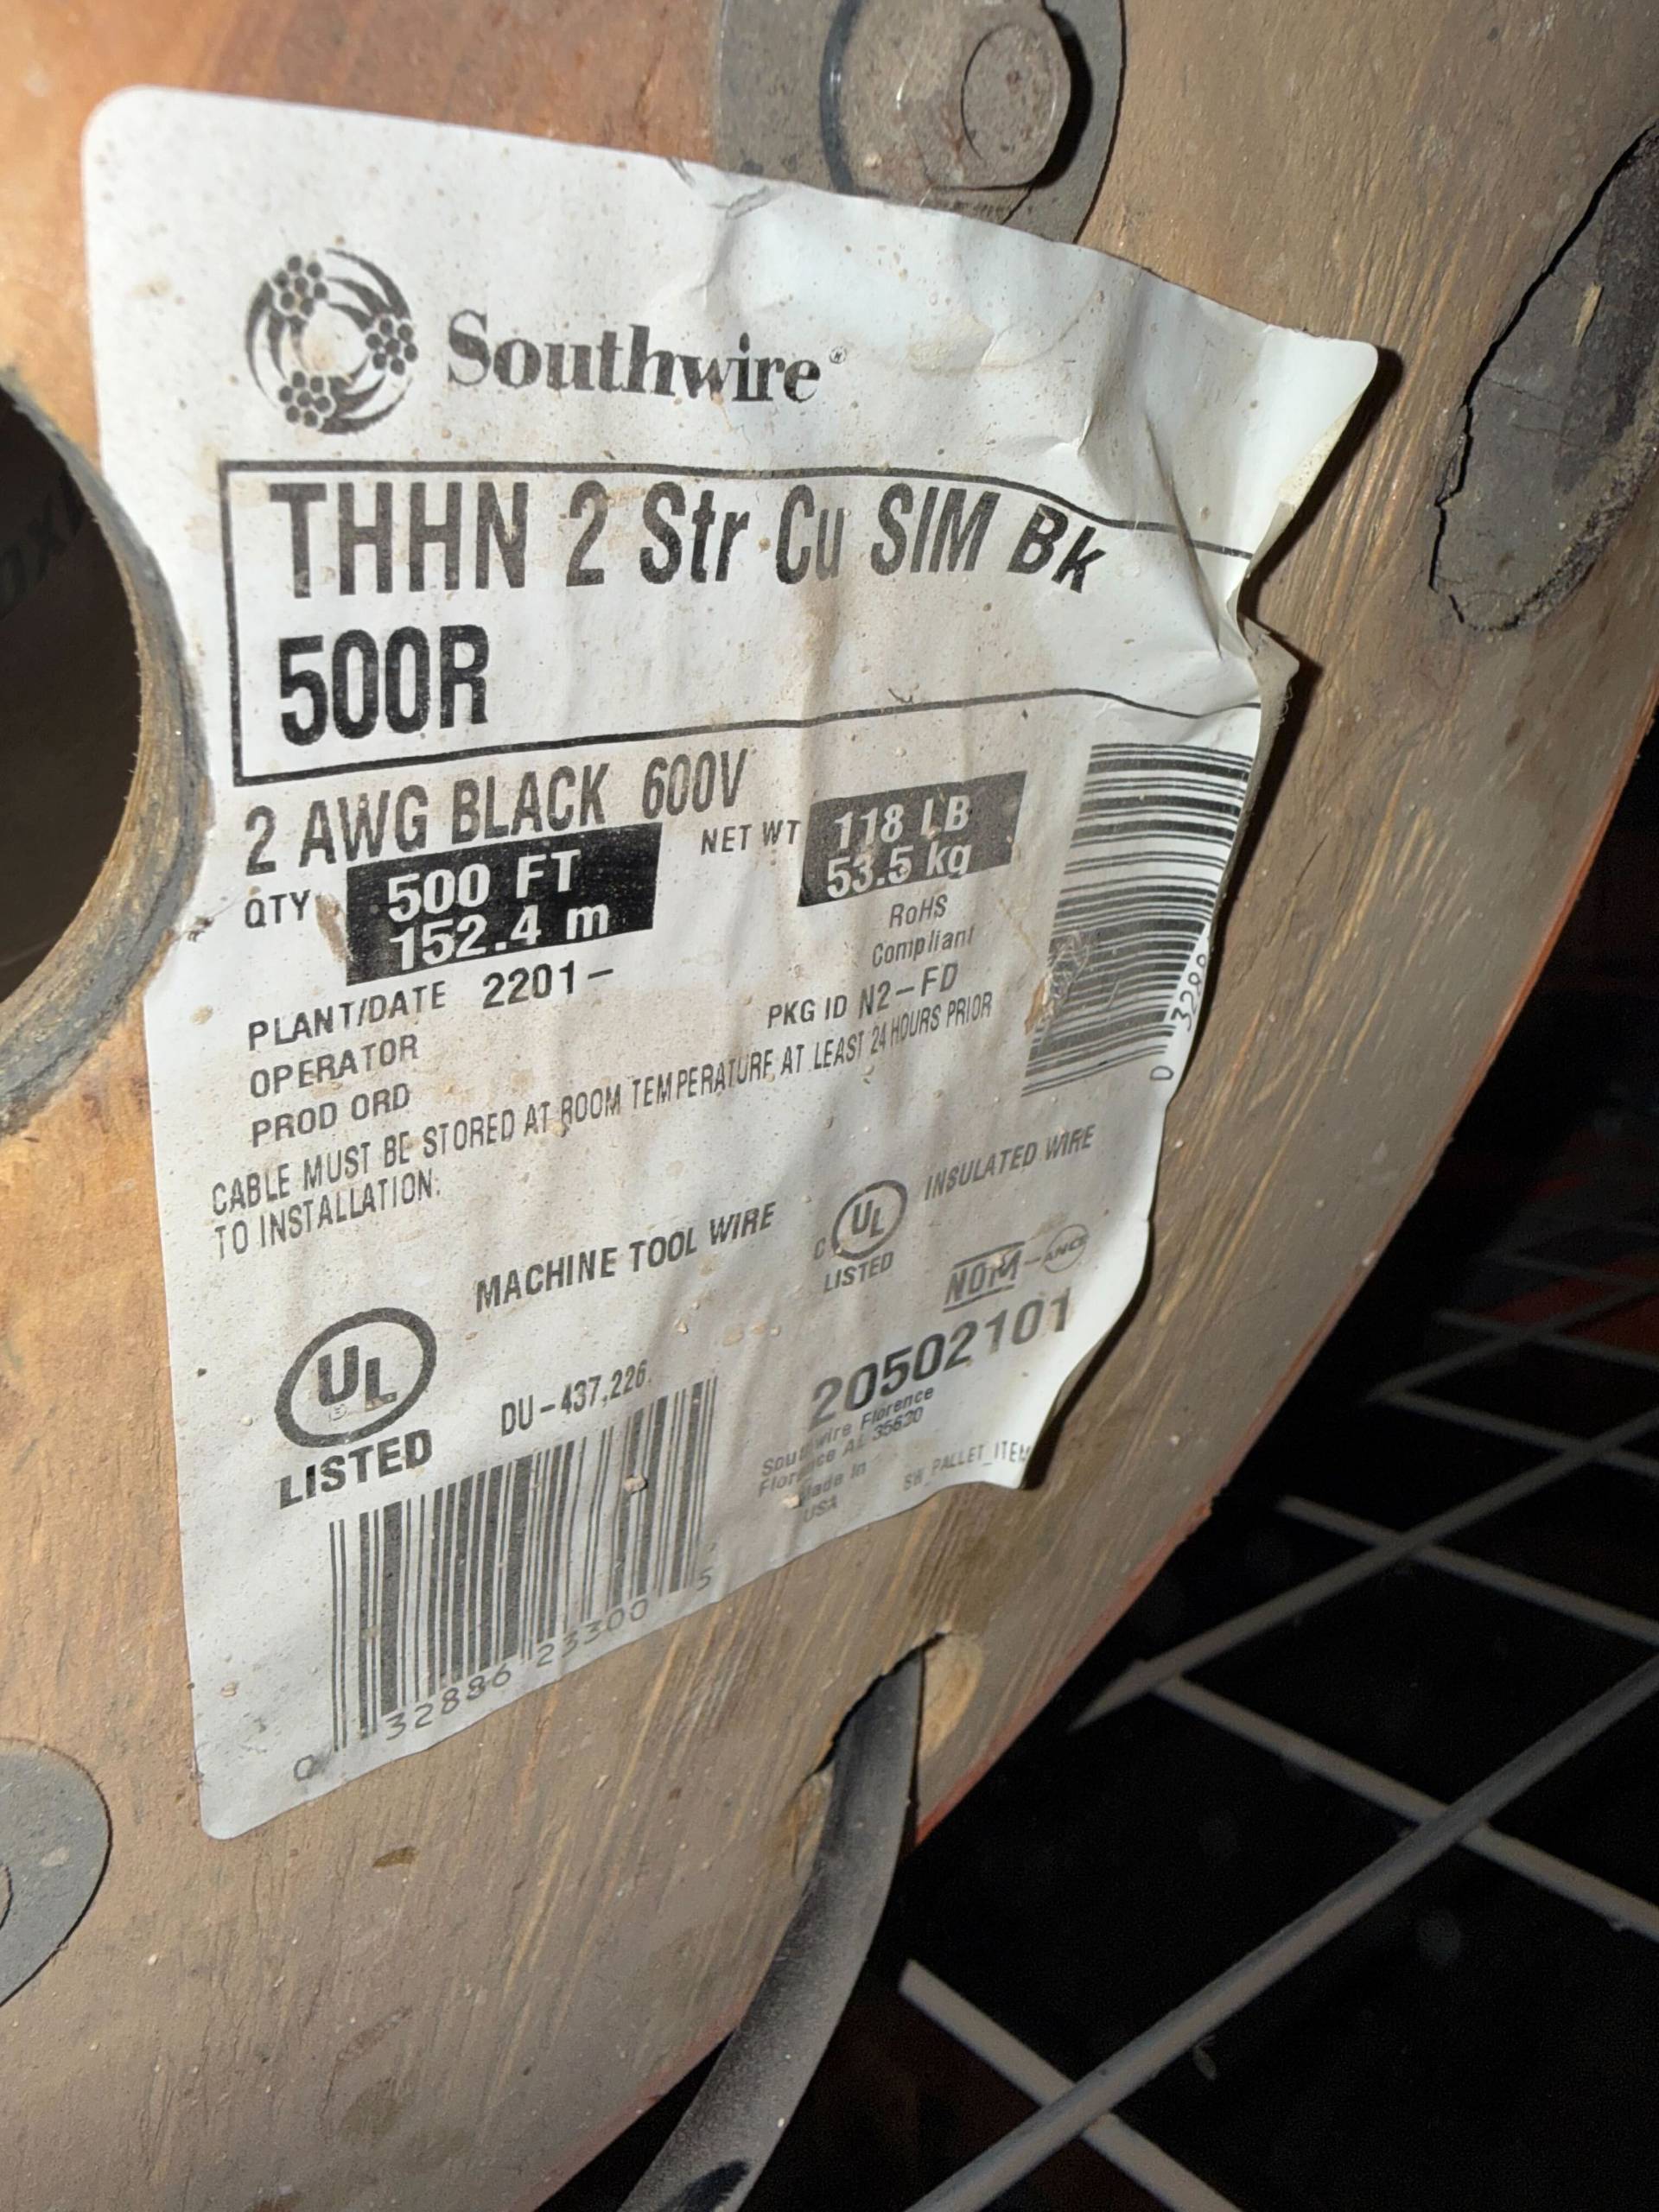 Southwire®
THHN 2 Str Cu SIM Bk
500R
2 AWG BLACK 600V
QTY 500 FT
152.4 m
NET WT 118 LB
53.5 kg
RoHS
Compliant
PLANT/DATE 2201-
PKG ID N2-FD
OPERATOR
PROD ORD
CABLE MUST BE STORED AT ROOM TEMPERATURE AT LEAST 24 HOURS PRIOR
TO INSTALLATION.
MACHINE TOOL WIRE
C UL
LISTED
INSULATED WIRE
NOM-ANCE
UL
LISTED
DU-437,226
20502101
Southwire Florence
Florence AL 35630
Made In
USA
SW_PALLET_ITEM
0 32886 23300 5
0 3288